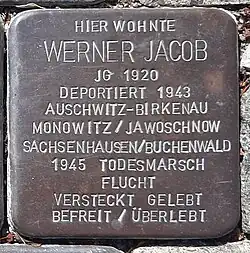 HIER WOHNTE
WERNER JACOB
JG 1920
DEPORTIERT 1943
AUSCHWITZ-BIRKENAU
MONOWITZ/JAWOSCHNOW
SACHSENHAUSEN/BUCHENWALD
1945 TODESMARSCH
FLUCHT
VERSTECKT GELEBT
BEFREIT / ÜBERLEBT